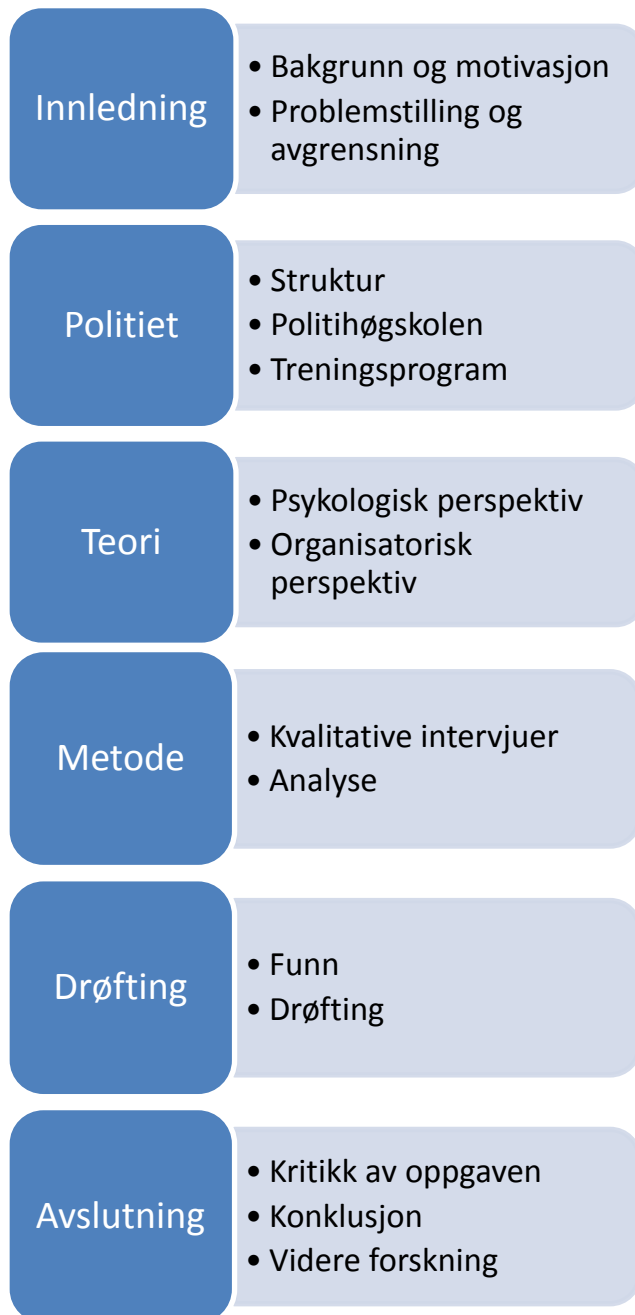 Innledning
• Bakgrunn og motivasjon
• Problemstilling og
avgrensning
Politiet
• Struktur
• Politihøgskolen
• Treningsprogram
Teori
• Psykologisk perspektiv
• Organisatorisk
perspektiv
Metode
• Kvalitative intervjuer
• Analyse
Drøfting
• Funn
• Drøfting
Avslutning
• Kritikk av oppgaven
• Konklusjon
• Videre forskning